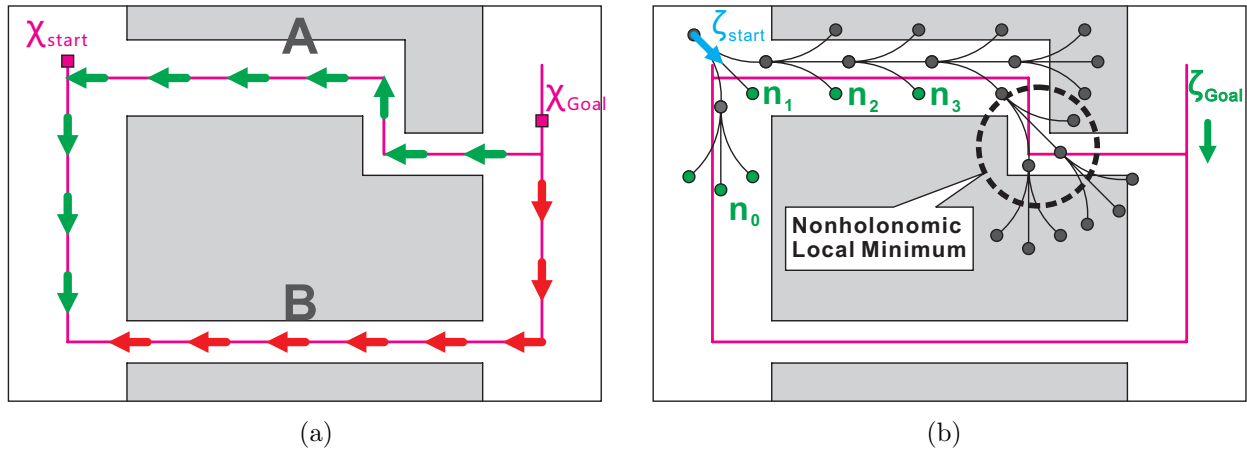 A
χstart
χGoal
B
(a)
ζstart
ζGoal
n1
n2
n3
n0
Nonholonomic
Local Minimum
(b)